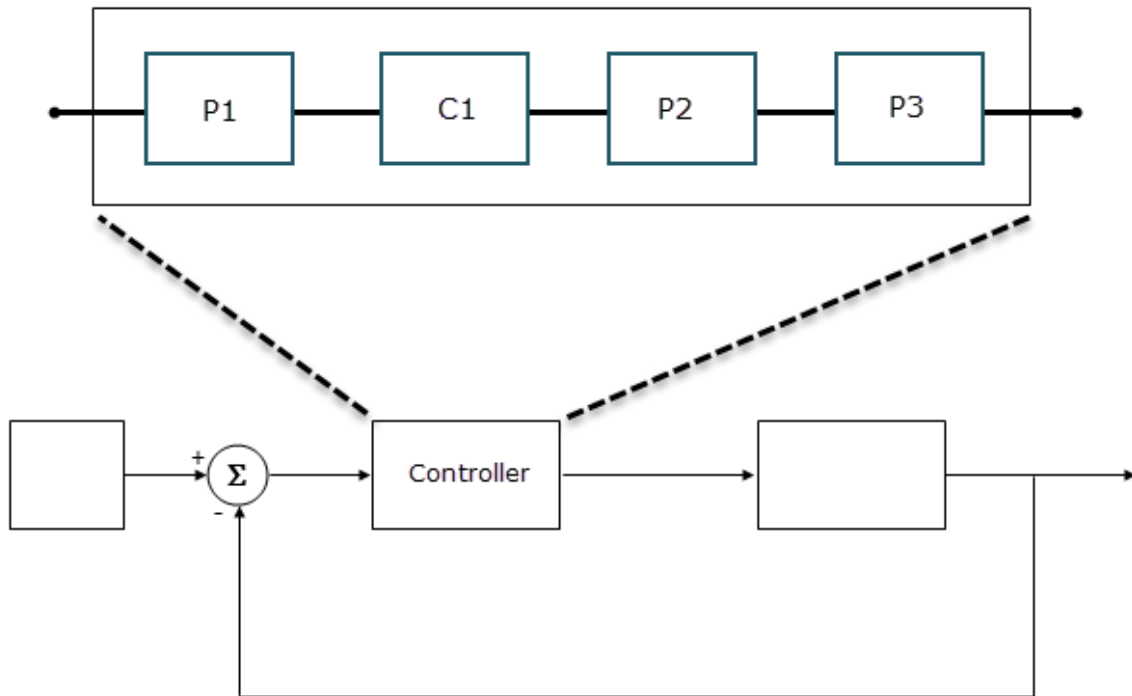 P1
C1
P2
P3
+
Σ
-
Controller